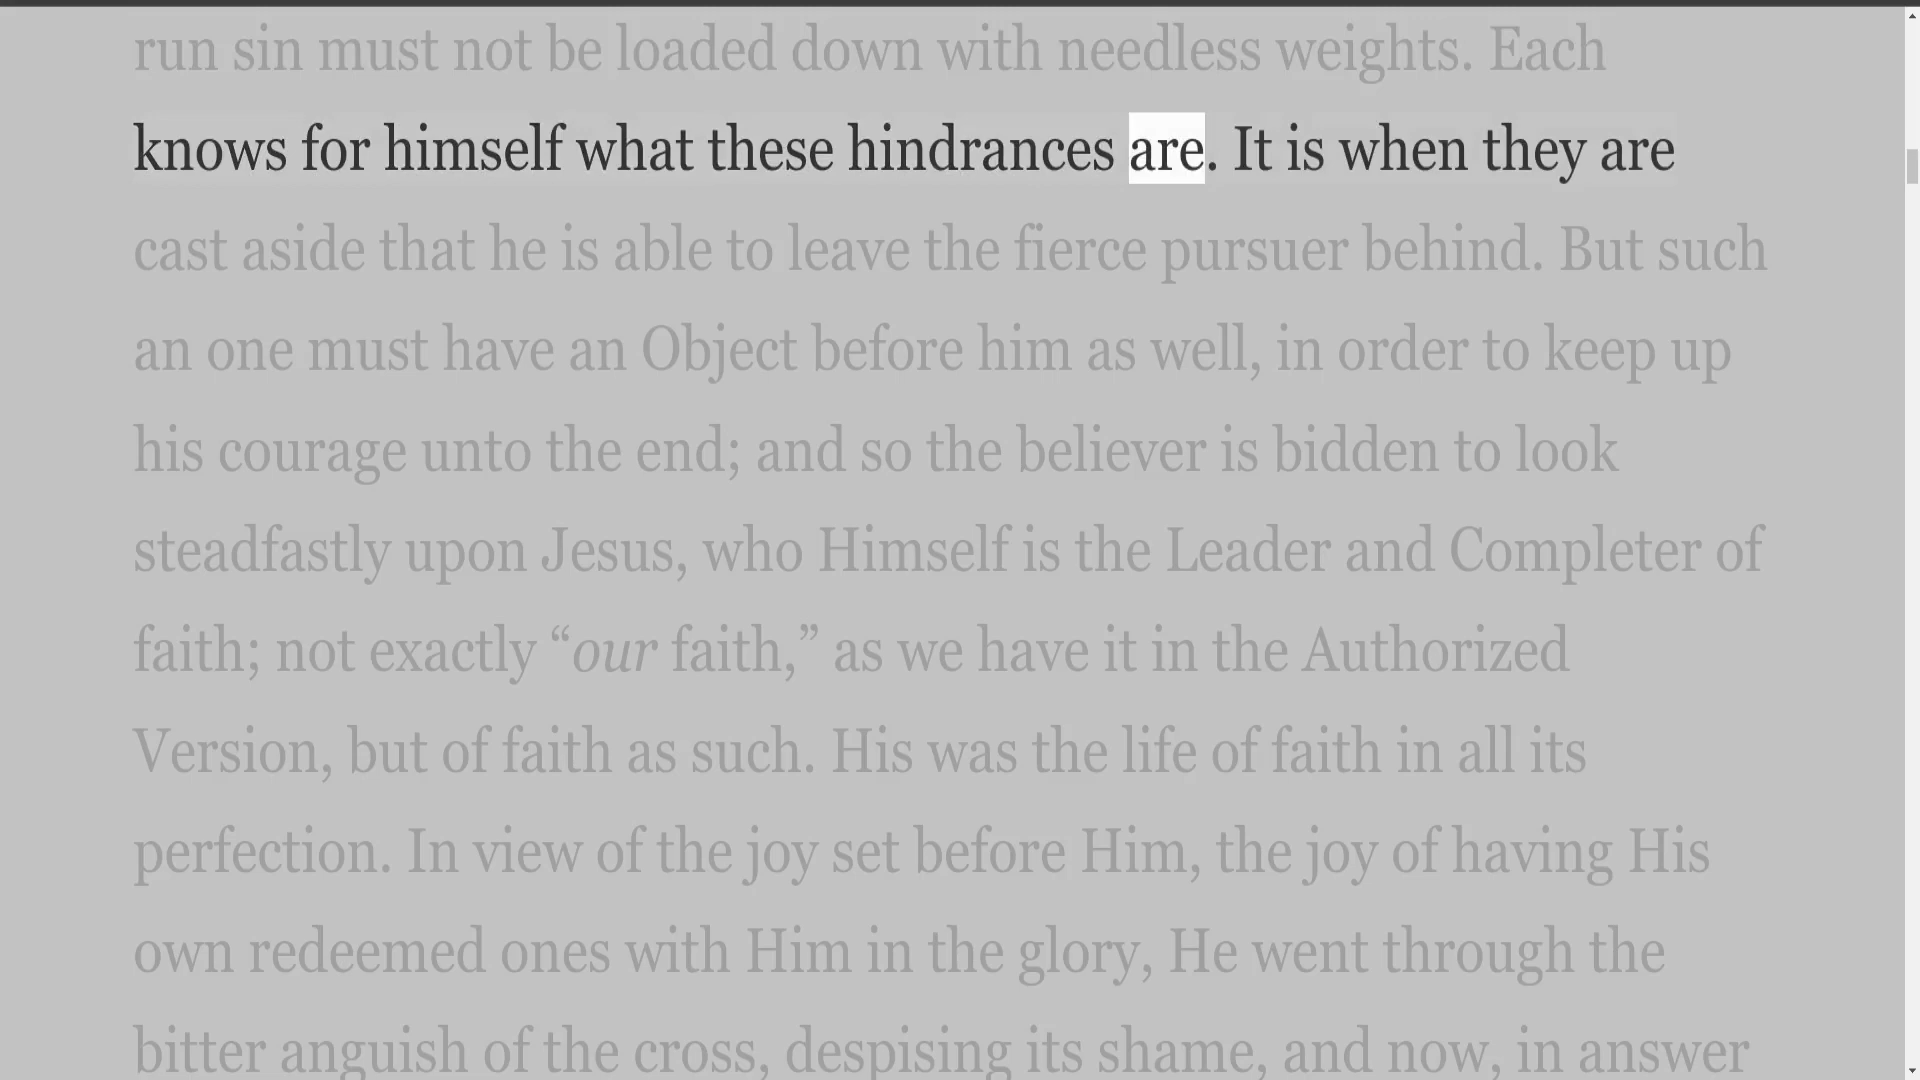 run sin must not be loaded down with needless weights. Each
knows for himself what these hindrances are. It is when they are
cast aside that he is able to leave the fierce pursuer behind. But such
an one must have an Object before him as well, in order to keep up
his courage unto the end; and so the believer is bidden to look
steadfastly upon Jesus, who Himself is the Leader and Completer of
faith; not exactly “our faith,” as we have it in the Authorized
Version, but of faith as such. His was the life of faith in all its
perfection. In view of the joy set before Him, the joy of having His
own redeemed ones with Him in the glory, He went through the
bitter anguish of the cross, despising its shame, and now, in answer